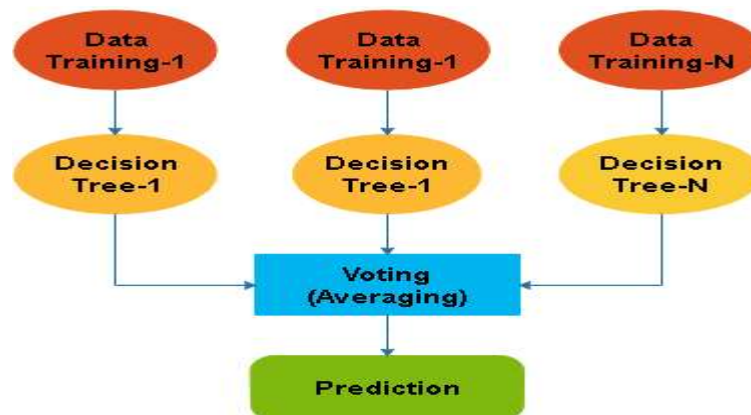 Data
Training-1
Data
Training-1
Data
Training-N
Decision
Tree-1
Decision
Tree-1
Decision
Tree-N
Voting
(Averaging)
Prediction